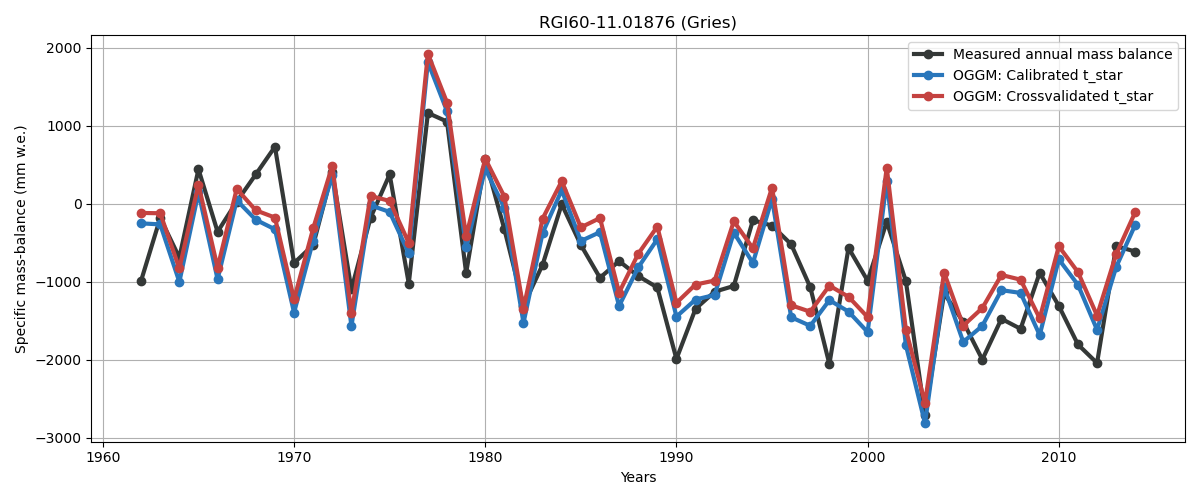 RGI60-11.01876 (Gries)
Measured annual mass balance
OGGM: Calibrated t_star
OGGM: Crossvalidated t_star
Specific mass-balance (mm w.e.)
2000
1000
0
−1000
−2000
−3000
1960 1970 1980 1990 2000 2010
Years